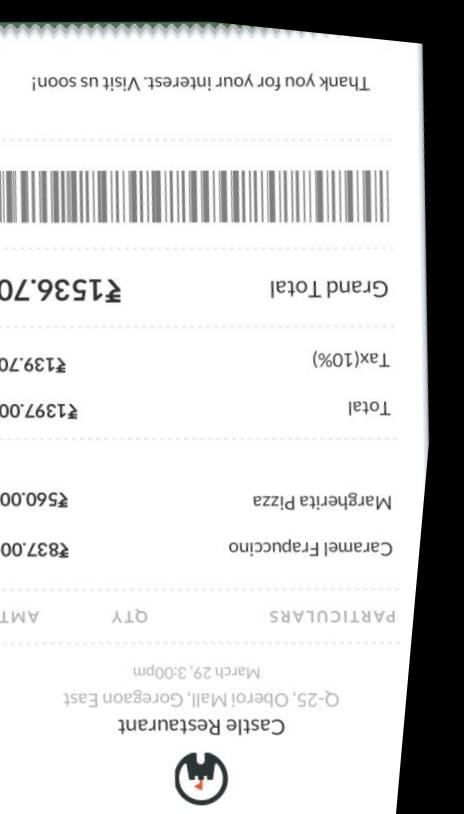 Castle Restaurant
Q-25, Oberoi Mall, Goregaon East
March 29, 3:00pm
PARTICULARS QTY AMT
Caramel Frapuccino ₹837.00
Margherita Pizza ₹560.00
Total ₹1397.00
Tax(10%) ₹139.70
Grand Total ₹1536.70
Thank you for your interest. Visit us soon!